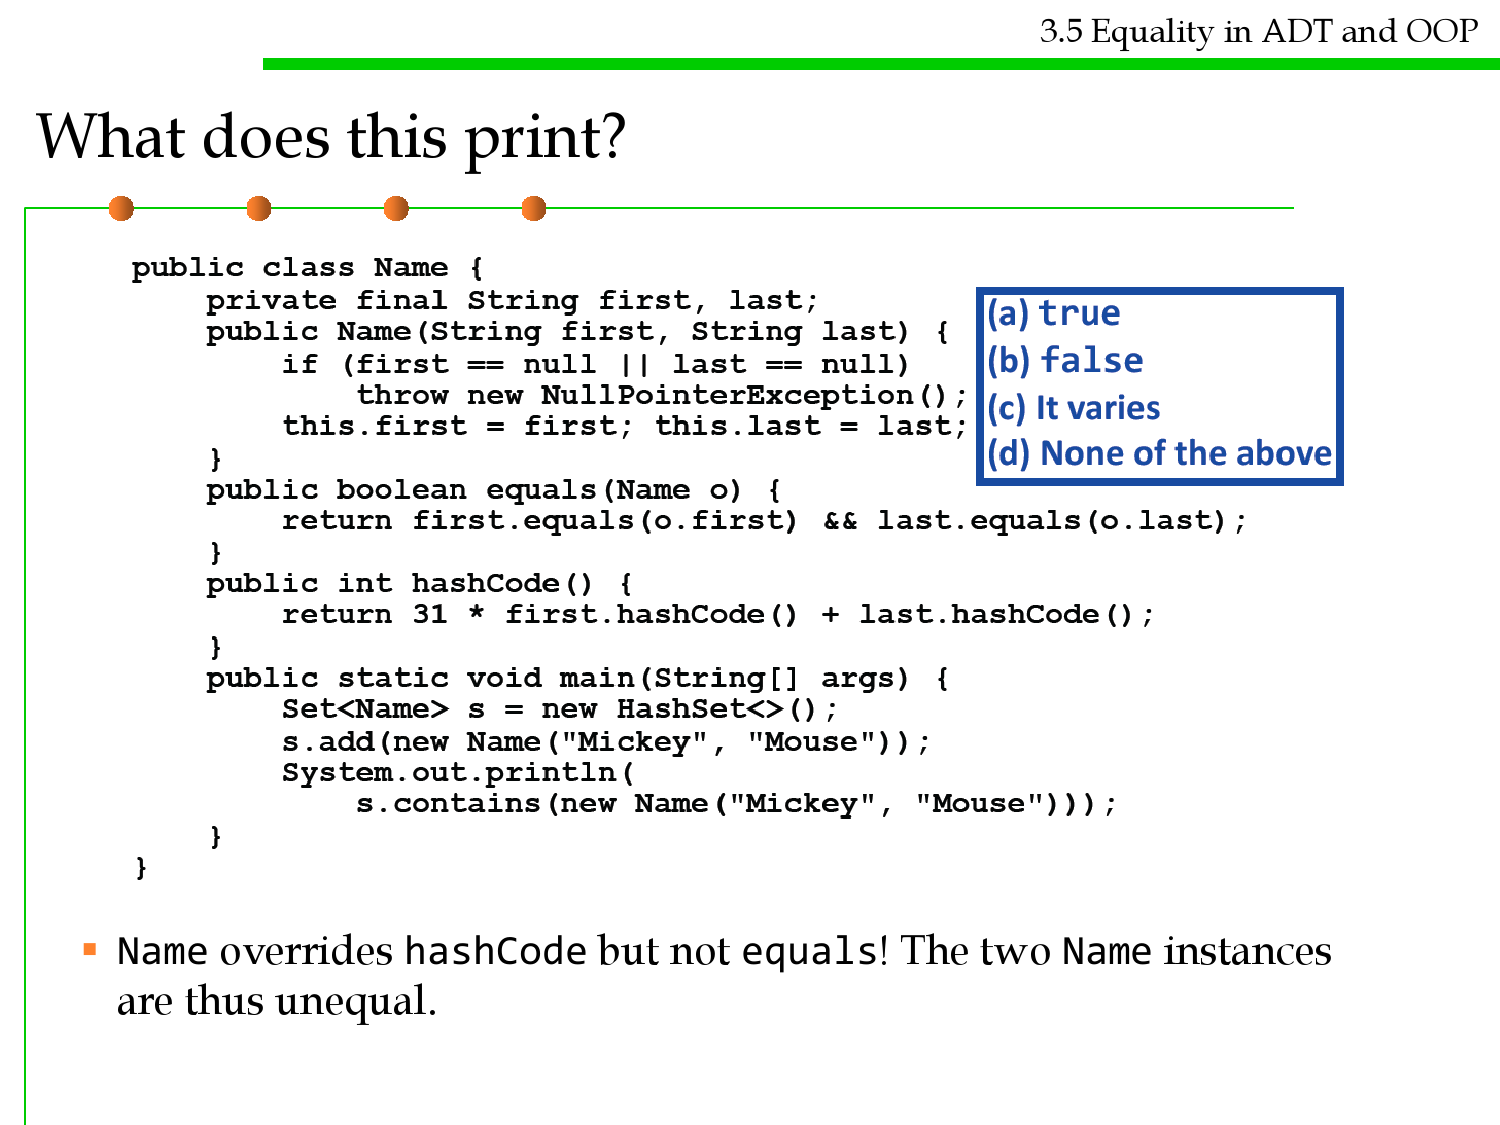 3.5 Equality in ADT and OOP
What does this print?
public class Name {
    private final String first, last;
    public Name(String first, String last) {
        if (first == null || last == null)
            throw new NullPointerException();
        this.first = first; this.last = last;
    }
    public boolean equals(Name o) {
        return first.equals(o.first) && last.equals(o.last);
    }
    public int hashCode() {
        return 31 * first.hashCode() + last.hashCode();
    }
    public static void main(String[] args) {
        Set<Name> s = new HashSet<>();
        s.add(new Name("Mickey", "Mouse"));
        System.out.println(
            s.contains(new Name("Mickey", "Mouse")));
    }
}
(a) true
(b) false
(c) It varies
(d) None of the above
▪ Name overrides hashCode but not equals! The two Name instances
are thus unequal.